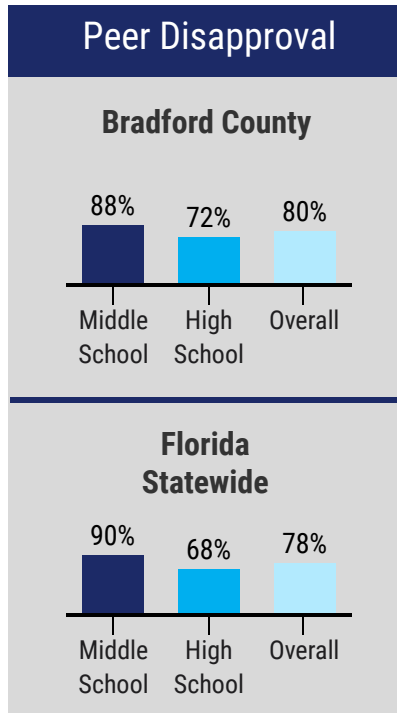 Peer Disapproval
Bradford County
88%
72%
80%
Middle
School
High
School
Overall
Florida
Statewide
90%
68%
78%
Middle
School
High
School
Overall